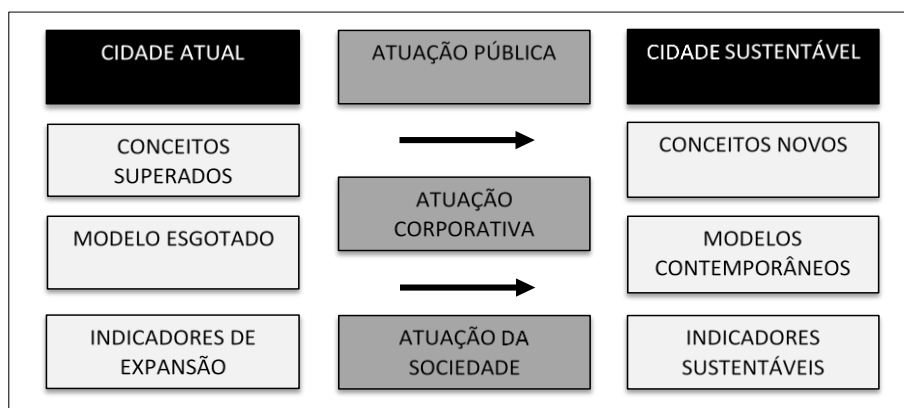 CIDADE ATUAL
ATUAÇÃO PÚBLICA
CIDADE SUSTENTÁVEL
CONCEITOS
SUPERADOS
CONCEITOS NOVOS
ATUAÇÃO
CORPORATIVA
MODELO ESGOTADO
MODELOS
CONTEMPORÂNEOS
INDICADORES DE
EXPANSÃO
ATUAÇÃO DA
SOCIEDADE
INDICADORES
SUSTENTÁVEIS